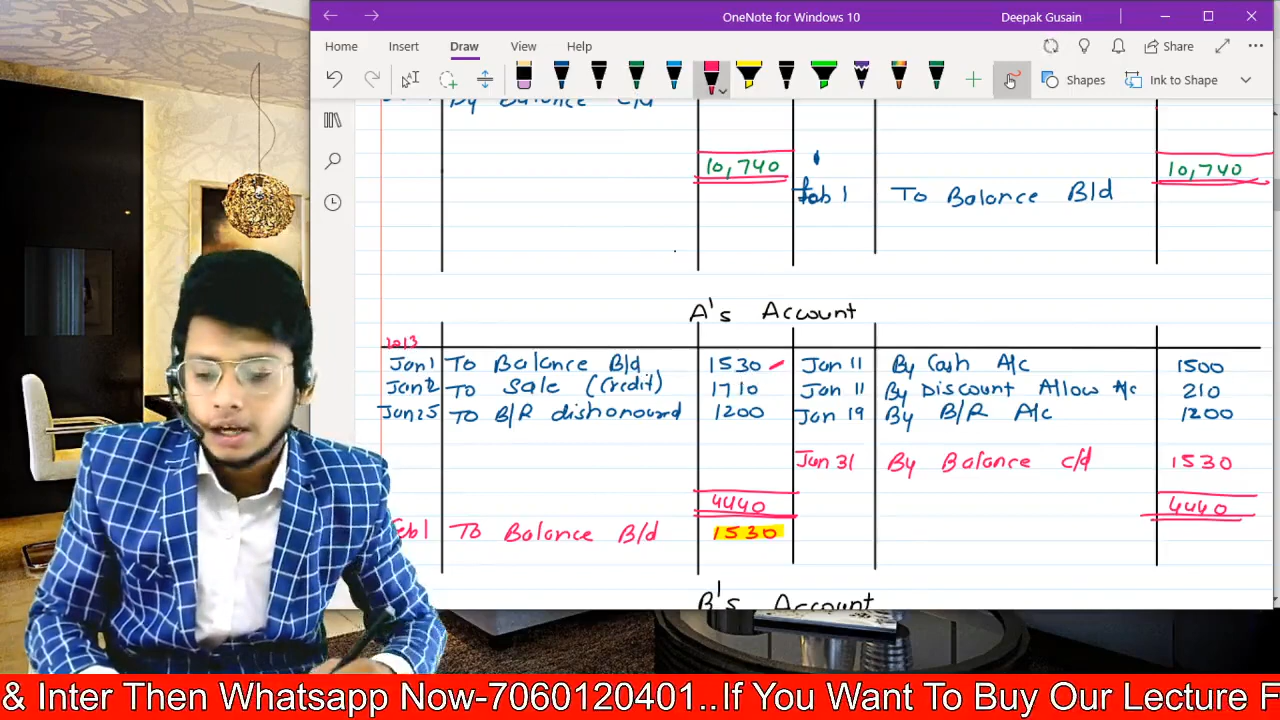 OneNote for Windows 10
Deepak Gusain
Home Insert Draw View Help
Share
Shapes
Ink to Shape
By Balance c/d
10,740
10,740
Feb 1 To Balance B/d
A's Account
Jan 1 To Balance B/d 1530 Jan 11 By Cash A/c 1500
Jan 2 To Sale (Credit) 1710 Jan 11 By Discount Allow A/c 210
Jan 25 To B/R dishonourd 1200 Jan 19 By B/R A/c 1200
Jan 31 By Balance c/d 1530
4440 4440
Feb 1 To Balance B/d 1530
B's Account
& Inter Then Whatsapp Now-7060120401..If You Want To Buy Our Lecture F